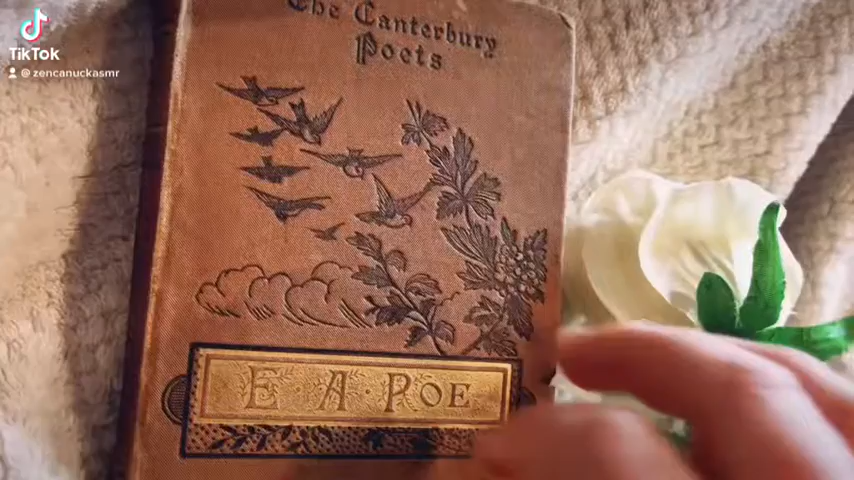 TikTok
@zencanuckasmr
The Canterbury
Poets
E·A·POE